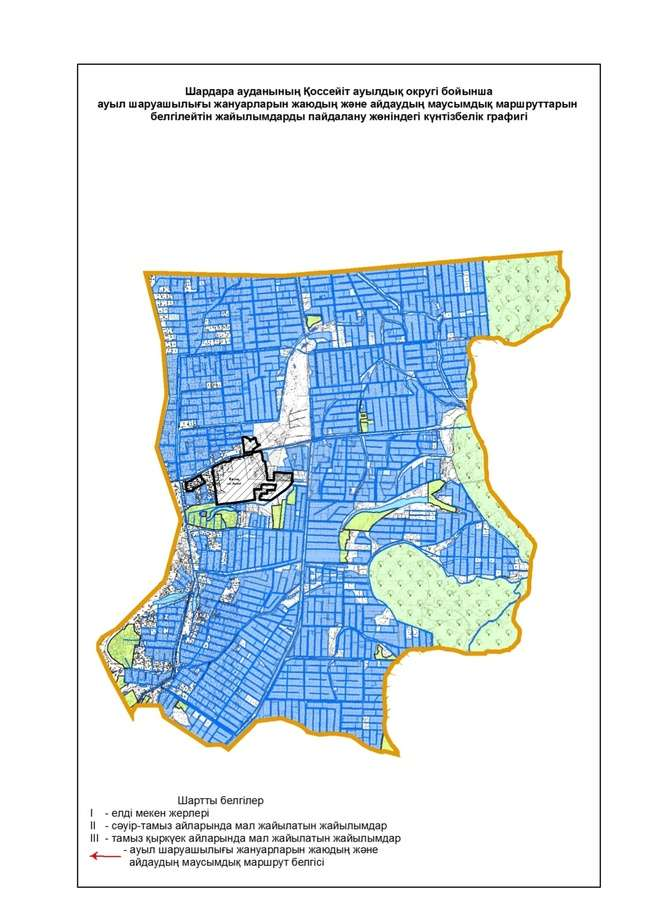 Шардара ауданының Қоссейіт ауылдық округі бойынша
ауыл шаруашылығы жануарларын жаюдың және айдаудың маусымдық маршруттарын
белгілейтін жайылымдарды пайдалану жөніндегі күнтізбелік графигі
Шартты белгілер
I - елді мекен жерлері
II - сәуір-тамыз айларында мал жайылатын жайылымдар
III - тамыз қыркүек айларында мал жайылатын жайылымдар
- ауыл шаруашылығы жануарларын жаюдың және
айдаудың маусымдық маршрут белгісі